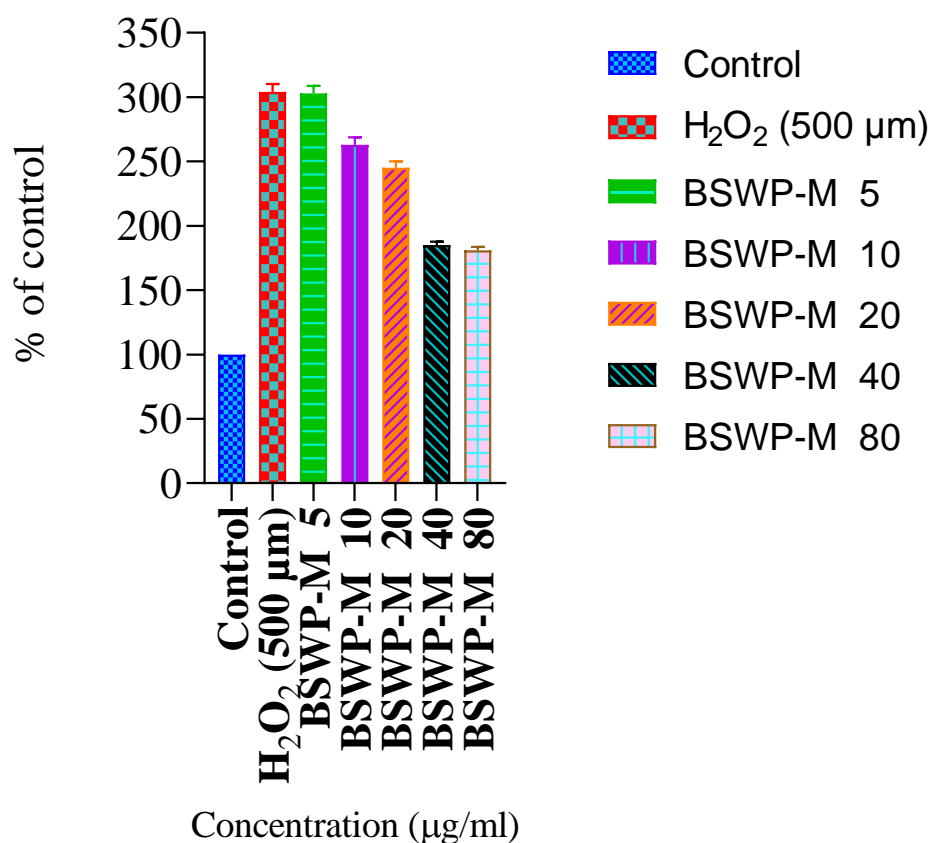 % of control
350
300
250
200
150
100
50
0
Control
H₂O₂ (500 μm)
BSWP-M 5
BSWP-M 10
BSWP-M 20
BSWP-M 40
BSWP-M 80
Concentration (μg/ml)
Control
H₂O₂ (500 μm)
BSWP-M 5
BSWP-M 10
BSWP-M 20
BSWP-M 40
BSWP-M 80